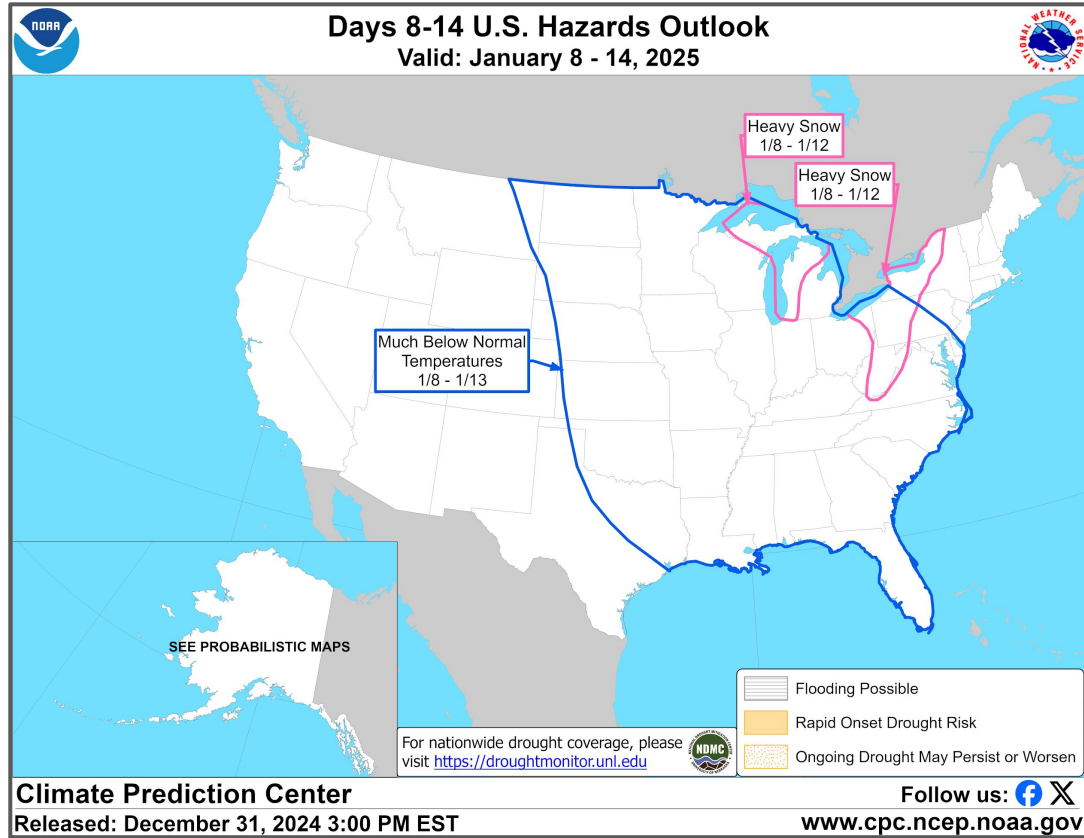 NOAA
Days 8-14 U.S. Hazards Outlook
Valid: January 8 - 14, 2025
NATIONAL WEATHER SERVICE
Heavy Snow
1/8 - 1/12
Heavy Snow
1/8 - 1/12
Much Below Normal
Temperatures
1/8 - 1/13
SEE PROBABILISTIC MAPS
Flooding Possible
Rapid Onset Drought Risk
Ongoing Drought May Persist or Worsen
For nationwide drought coverage, please
visit https://droughtmonitor.unl.edu
NDMC
Climate Prediction Center
Follow us:
Released: December 31, 2024 3:00 PM EST
www.cpc.ncep.noaa.gov